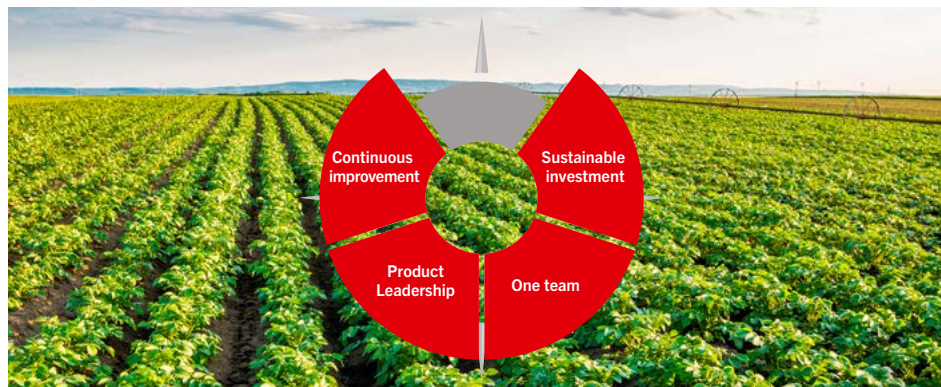 Continuous
improvement
Sustainable
investment
Product
Leadership
One team